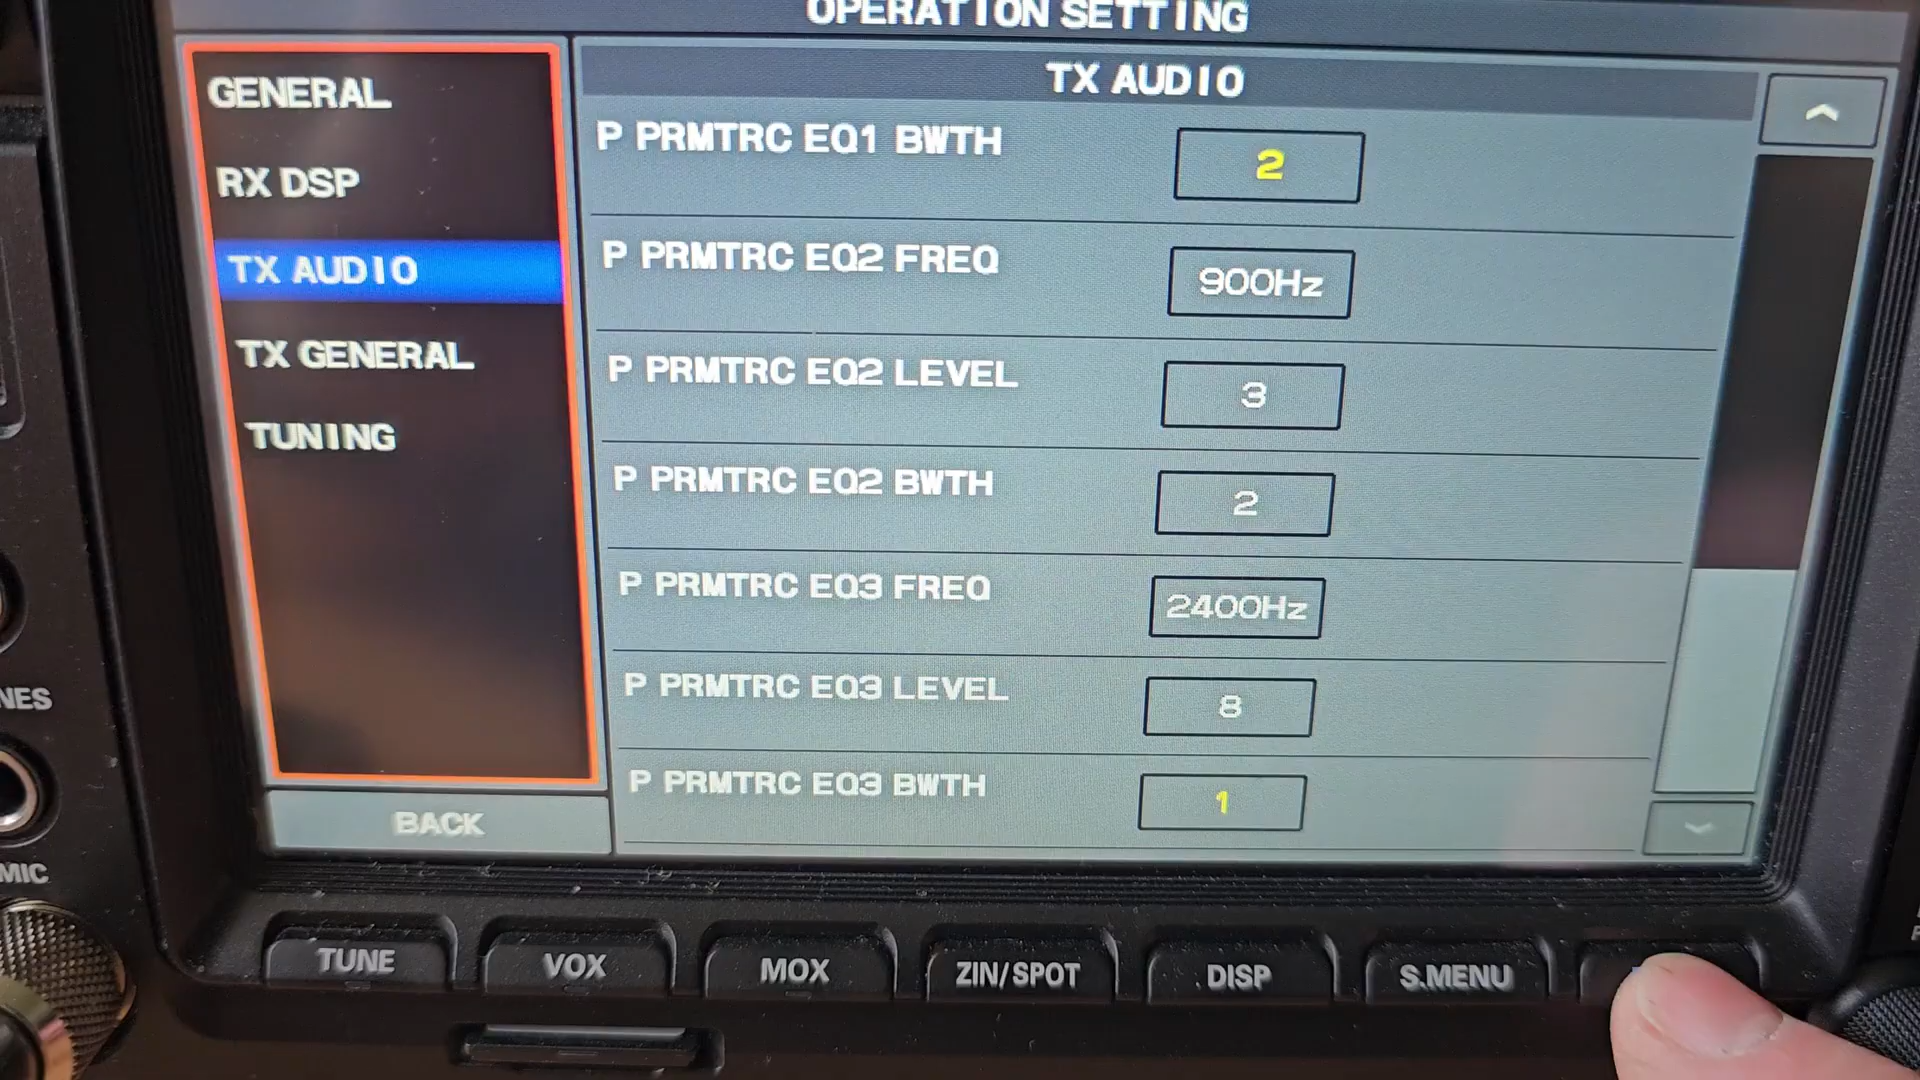 OPERATION SETTING
GENERAL
RX DSP
TX AUDIO
TX GENERAL
TUNING
BACK
TX AUDIO
P PRMTRC EQ1 BWTH 2
P PRMTRC EQ2 FREQ 900Hz
P PRMTRC EQ2 LEVEL 3
P PRMTRC EQ2 BWTH 2
P PRMTRC EQ3 FREQ 2400Hz
P PRMTRC EQ3 LEVEL 8
P PRMTRC EQ3 BWTH 1
NES
MIC
TUNE
VOX
MOX
ZIN/SPOT
DISP
S.MENU